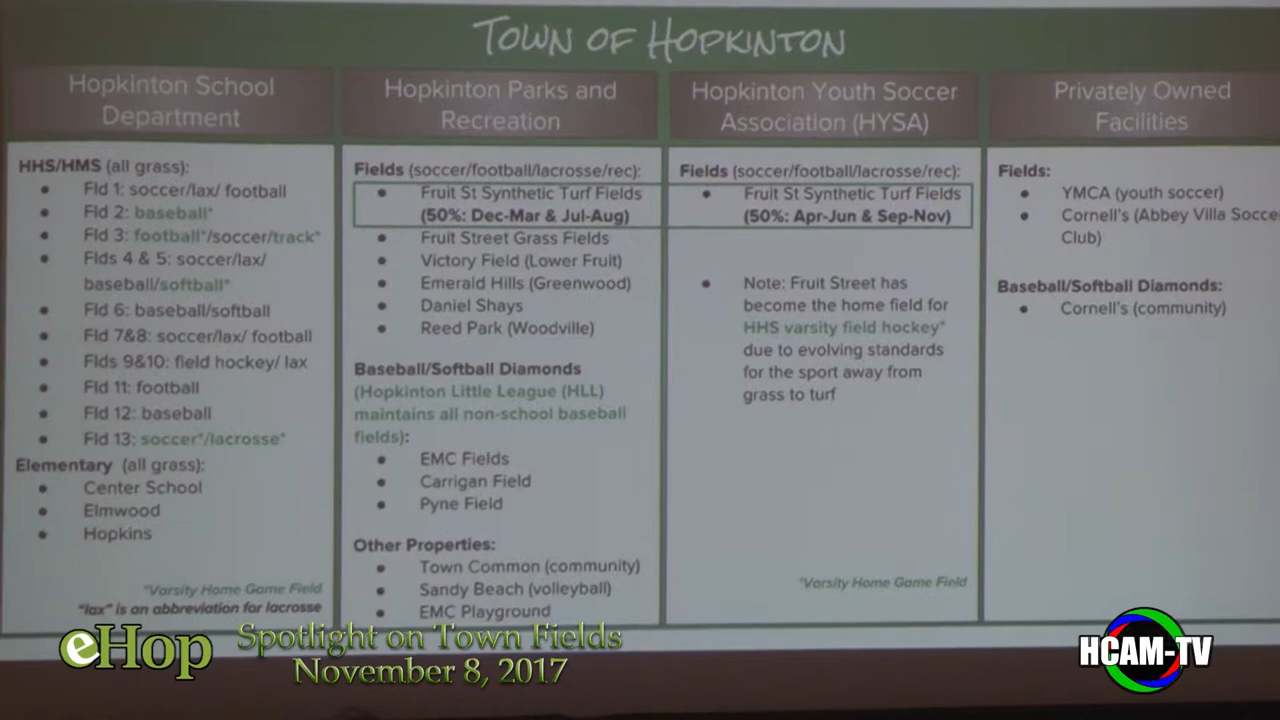 TOWN OF HOPKINTON
Hopkinton School
Department
HHS/HMS (all grass):
● Fld 1: soccer/lax/ football
● Fld 2: baseball*
● Fld 3: football*/soccer/track*
● Flds 4 & 5: soccer/lax/
baseball/softball*
● Fld 6: baseball/softball
● Fld 7&8: soccer/lax/ football
● Flds 9&10: field hockey/ lax
● Fld 11: football
● Fld 12: baseball
● Fld 13: soccer*/lacrosse*
Elementary (all grass):
● Center School
● Elmwood
● Hopkins
*Varsity Home Game Field
"lax" is an abbreviation for lacrosse
Hopkinton Parks and
Recreation
Fields (soccer/football/lacrosse/rec):
● Fruit St Synthetic Turf Fields
(50%: Dec-Mar & Jul-Aug)
● Fruit Street Grass Fields
● Victory Field (Lower Fruit)
● Emerald Hills (Greenwood)
● Daniel Shays
● Reed Park (Woodville)
Baseball/Softball Diamonds
(Hopkinton Little League (HLL)
maintains all non-school baseball
fields):
● EMC Fields
● Carrigan Field
● Pyne Field
Other Properties:
● Town Common (community)
● Sandy Beach (volleyball)
● EMC Playground
Hopkinton Youth Soccer
Association (HYSA)
Fields (soccer/football/lacrosse/rec):
● Fruit St Synthetic Turf Fields
(50%: Apr-Jun & Sep-Nov)
● Note: Fruit Street has
become the home field for
HHS varsity field hockey*
due to evolving standards
for the sport away from
grass to turf
*Varsity Home Game Field
Privately Owned
Facilities
Fields:
● YMCA (youth soccer)
● Cornell's (Abbey Villa Socce
Club)
Baseball/Softball Diamonds:
● Cornell's (community)
eHop
Spotlight on Town Fields
November 8, 2017
HCAM-TV